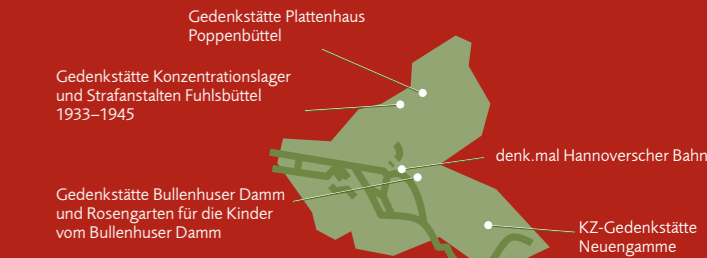 Gedenkstätte Plattenhaus
Poppenbüttel
Gedenkstätte Konzentrationslager
und Strafanstalten Fuhlsbüttel
1933–1945
denk.mal Hannoverscher Bahn
Gedenkstätte Bullenhuser Damm
und Rosengarten für die Kinder
vom Bullenhuser Damm
KZ-Gedenkstätte
Neuengamme